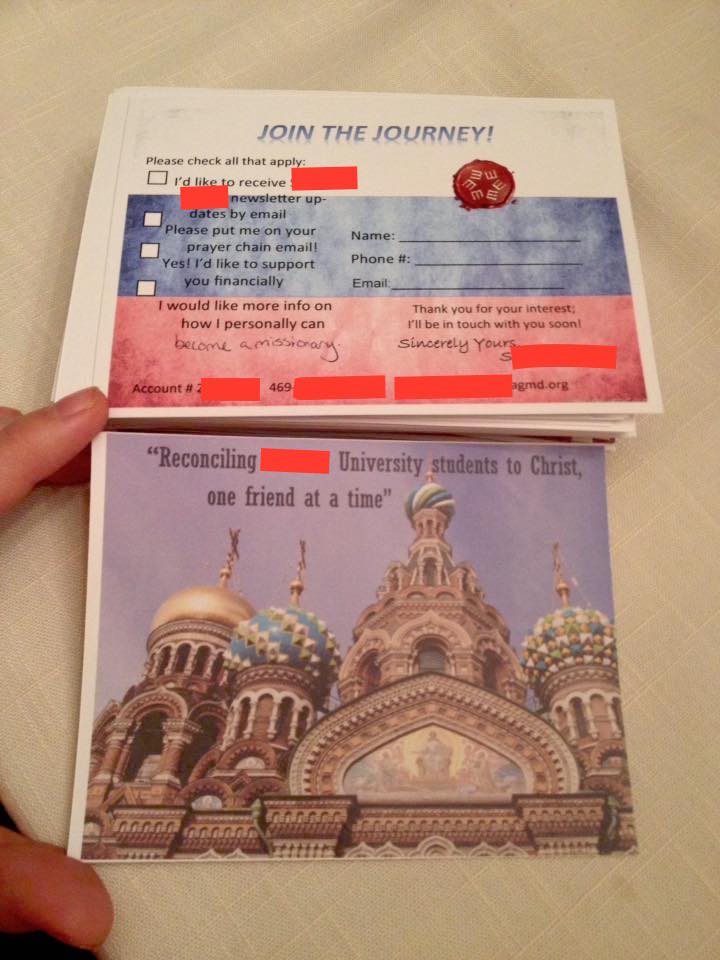 JOIN THE JOURNEY!
Please check all that apply:
I'd like to receive
newsletter up-
dates by email
Please put me on your
prayer chain email!
Yes! I'd like to support
you financially
I would like more info on
how I personally can
become a missionary.
Name:
Phone #:
Email:
Thank you for your interest;
I'll be in touch with you soon!
Sincerely Yours,
S
Account # 2 469- agmd.org
"Reconciling University students to Christ,
one friend at a time"